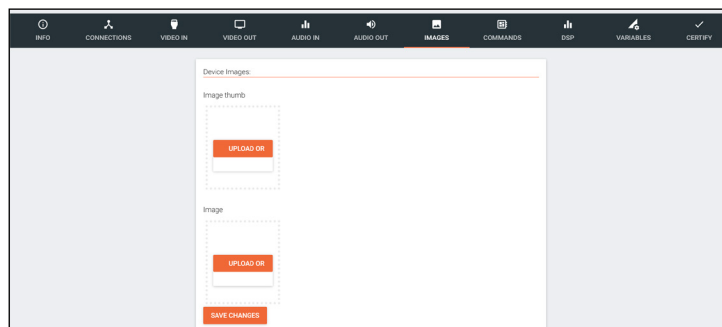 INFO CONNECTIONS VIDEO IN VIDEO OUT AUDIO IN AUDIO OUT IMAGES COMMANDS DSP VARIABLES CERTIFY
Device Images:
Image thumb
UPLOAD OR
Image
UPLOAD OR
SAVE CHANGES